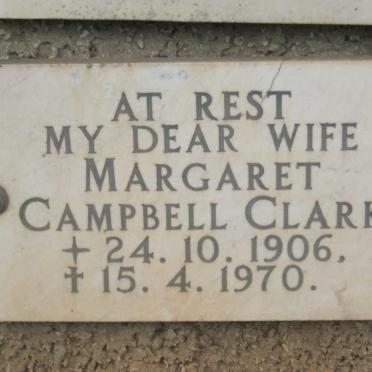 AT REST
MY DEAR WIFE
MARGARET
CAMPBELL CLARK
+ 24. 10. 1906.
† 15. 4. 1970.